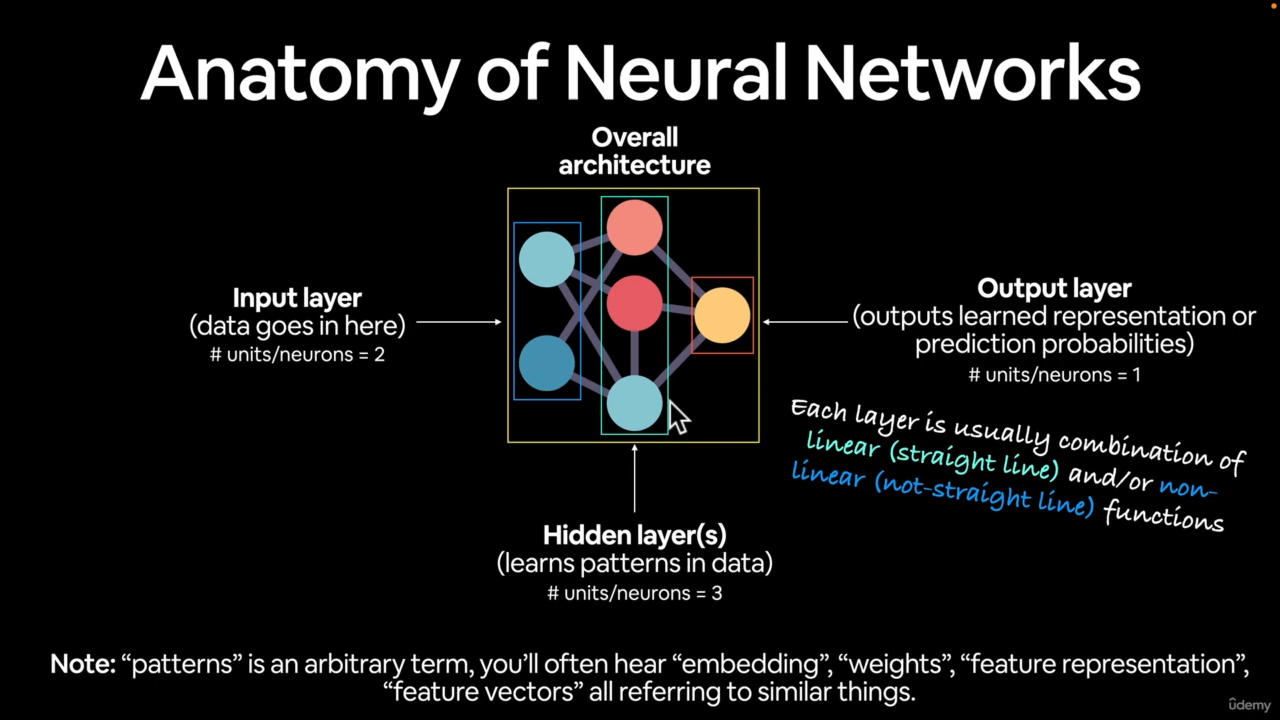 Anatomy of Neural Networks
Overall
architecture
Input layer
(data goes in here)
# units/neurons = 2
Output layer
(outputs learned representation or
prediction probabilities)
# units/neurons = 1
Each layer is usually combination of
linear (straight line) and/or non-
linear (not-straight line) functions
Hidden layer(s)
(learns patterns in data)
# units/neurons = 3
Note: “patterns” is an arbitrary term, you’ll often hear “embedding”, “weights”, “feature representation”,
“feature vectors” all referring to similar things.
ûdemy